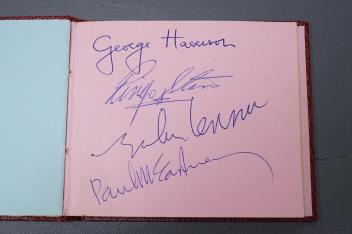 George Harrison
Ringo Starr
John Lennon
Paul McCartney